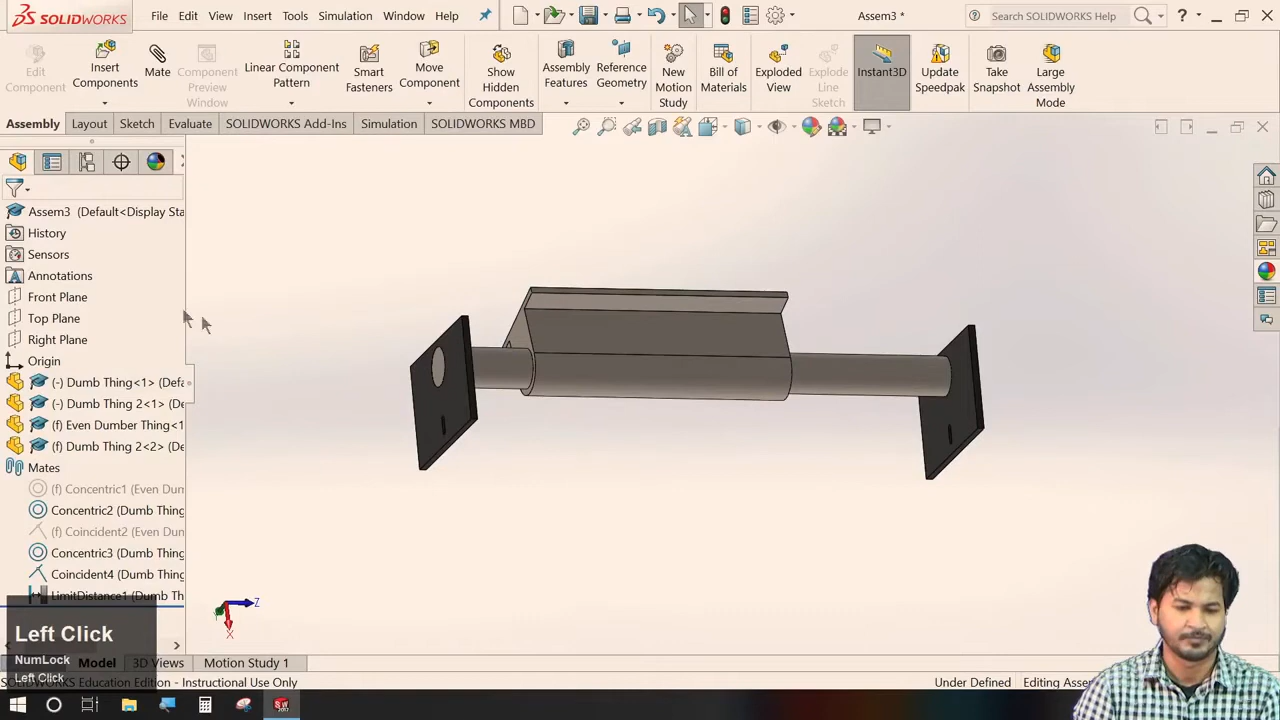 SOLIDWORKS File Edit View Insert Tools Simulation Window Help Assem3 * Search SOLIDWORKS Help ?
Edit Component
Insert Components
Mate
Component Preview Window
Linear Component Pattern
Smart Fasteners
Move Component
Show Hidden Components
Assembly Features
Reference Geometry
New Motion Study
Bill of Materials
Exploded View
Explode Line Sketch
Instant3D
Update Speedpak
Take Snapshot
Large Assembly Mode
Assembly Layout Sketch Evaluate SOLIDWORKS Add-Ins Simulation SOLIDWORKS MBD
Assem3 (Default<Display Sta
History
Sensors
Annotations
Front Plane
Top Plane
Right Plane
Origin
(-) Dumb Thing<1> (Defa
(-) Dumb Thing 2<1> (De
(f) Even Dumber Thing<1
(f) Dumb Thing 2<2> (De
Mates
(f) Concentric1 (Even Dum
Concentric2 (Dumb Thing
(f) Coincident2 (Even Dun
Concentric3 (Dumb Thing
Coincident4 (Dumb Thing
LimitDistance1 (Dumb Th
Left Click
NumLock
Left Click
Z
Y
X
Model 3D Views Motion Study 1
SOLIDWORKS Education Edition - Instructional Use Only Under Defined Editing Assem